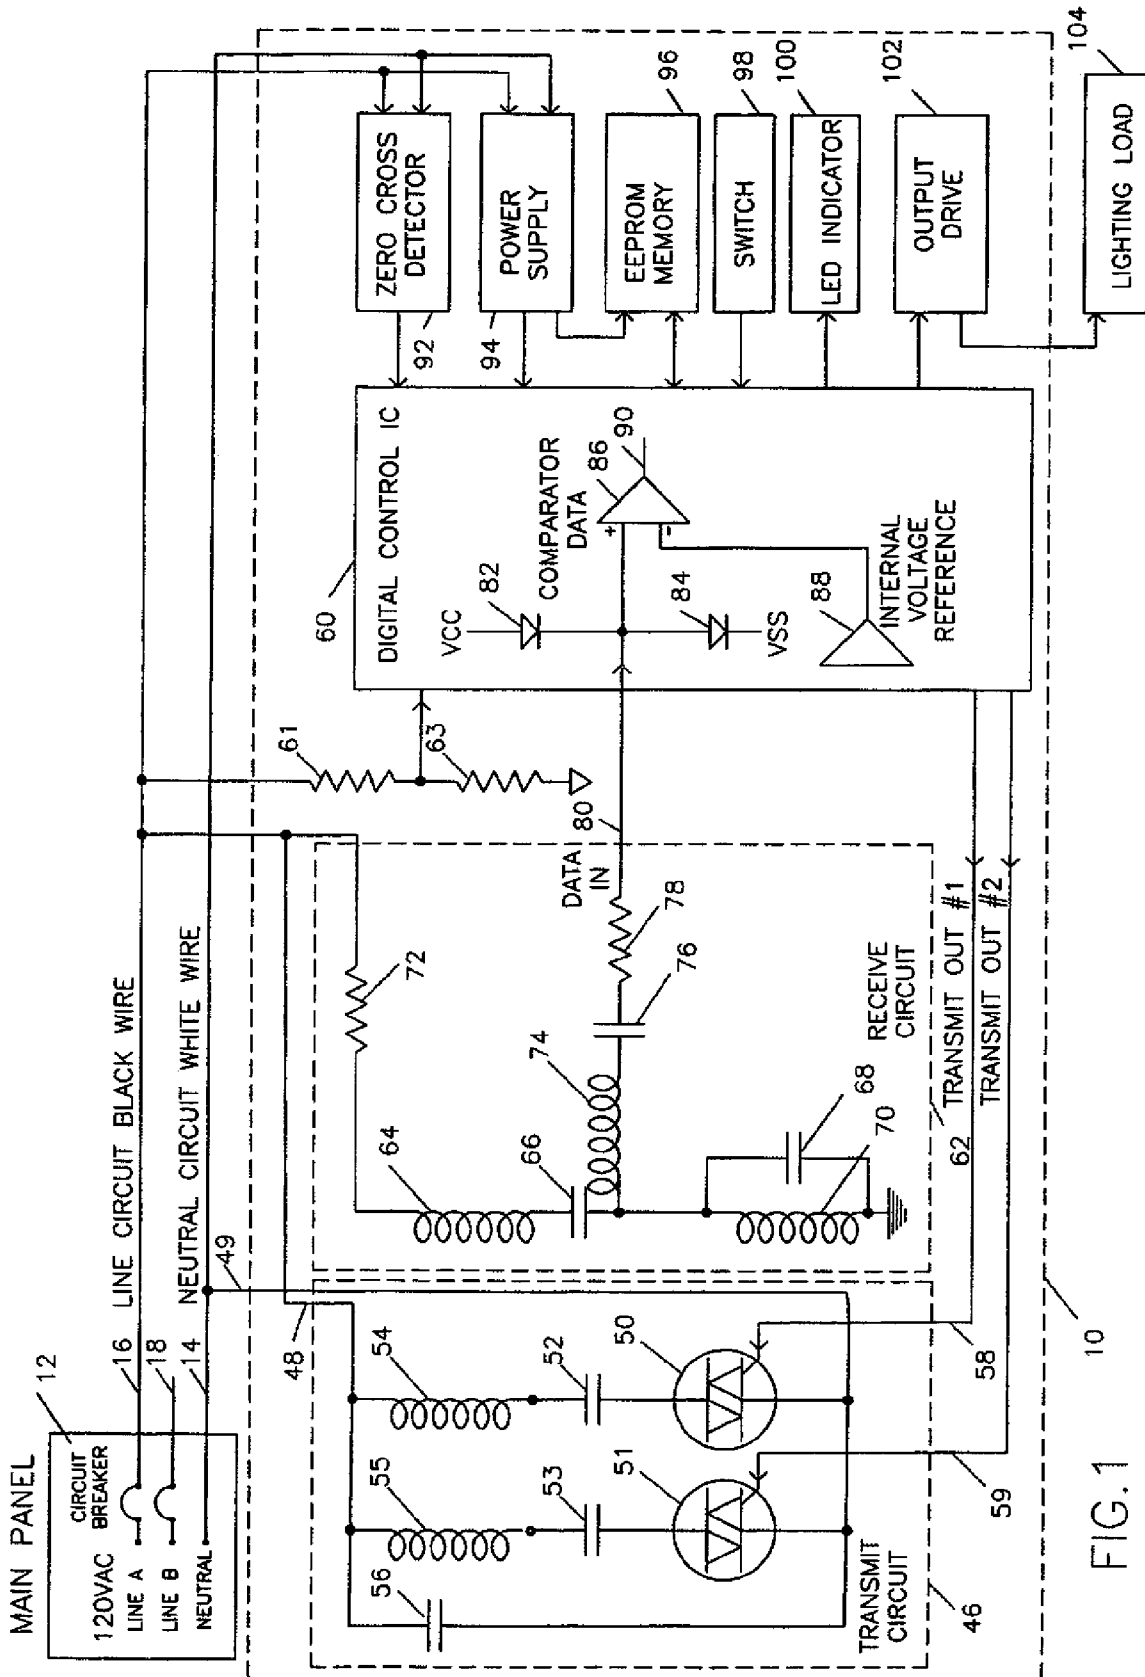 MAIN PANEL
12
120VAC
CIRCUIT
BREAKER
LINE A
LINE B
NEUTRAL
16
18
14
LINE CIRCUIT BLACK WIRE
NEUTRAL CIRCUIT WHITE WIRE
49
48
54
55
56
52
53
50
51
TRANSMIT
CIRCUIT
46
58
59
72
64
66
74
76
78
68
70
RECEIVE
CIRCUIT
62
DATA
IN
80
61
63
TRANSMIT OUT #1
TRANSMIT OUT #2
60
DIGITAL CONTROL IC
VCC
82
COMPARATOR
DATA
+
-
86
90
84
VSS
88
INTERNAL
VOLTAGE
REFERENCE
ZERO CROSS
DETECTOR
92
POWER
SUPPLY
94
EEPROM
MEMORY
96
SWITCH
98
LED INDICATOR
100
OUTPUT
DRIVE
102
LIGHTING LOAD
104
10
FIG. 1